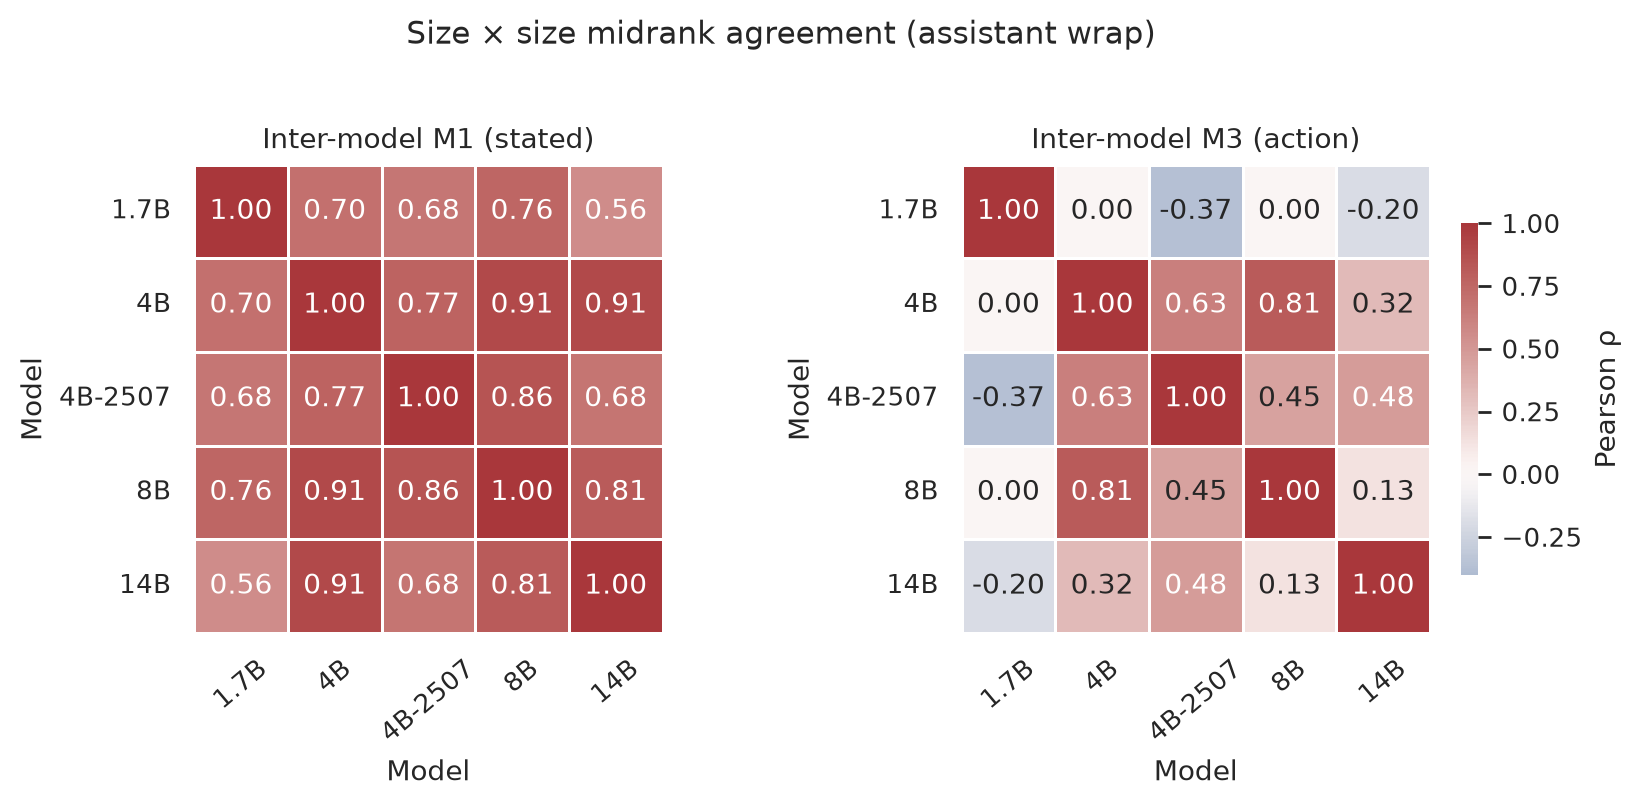 Size × size midrank agreement (assistant wrap)
Inter-model M1 (stated)
1.7B 1.00 0.70 0.68 0.76 0.56
4B 0.70 1.00 0.77 0.91 0.91
4B-2507 0.68 0.77 1.00 0.86 0.68
8B 0.76 0.91 0.86 1.00 0.81
14B 0.56 0.91 0.68 0.81 1.00
Model
1.7B 4B 4B-2507 8B 14B
Model
Inter-model M3 (action)
1.7B 1.00 0.00 -0.37 0.00 -0.20
4B 0.00 1.00 0.63 0.81 0.32
4B-2507 -0.37 0.63 1.00 0.45 0.48
8B 0.00 0.81 0.45 1.00 0.13
14B -0.20 0.32 0.48 0.13 1.00
Model
1.7B 4B 4B-2507 8B 14B
Model
1.00
0.75
0.50
0.25
0.00
−0.25
Pearson ρ